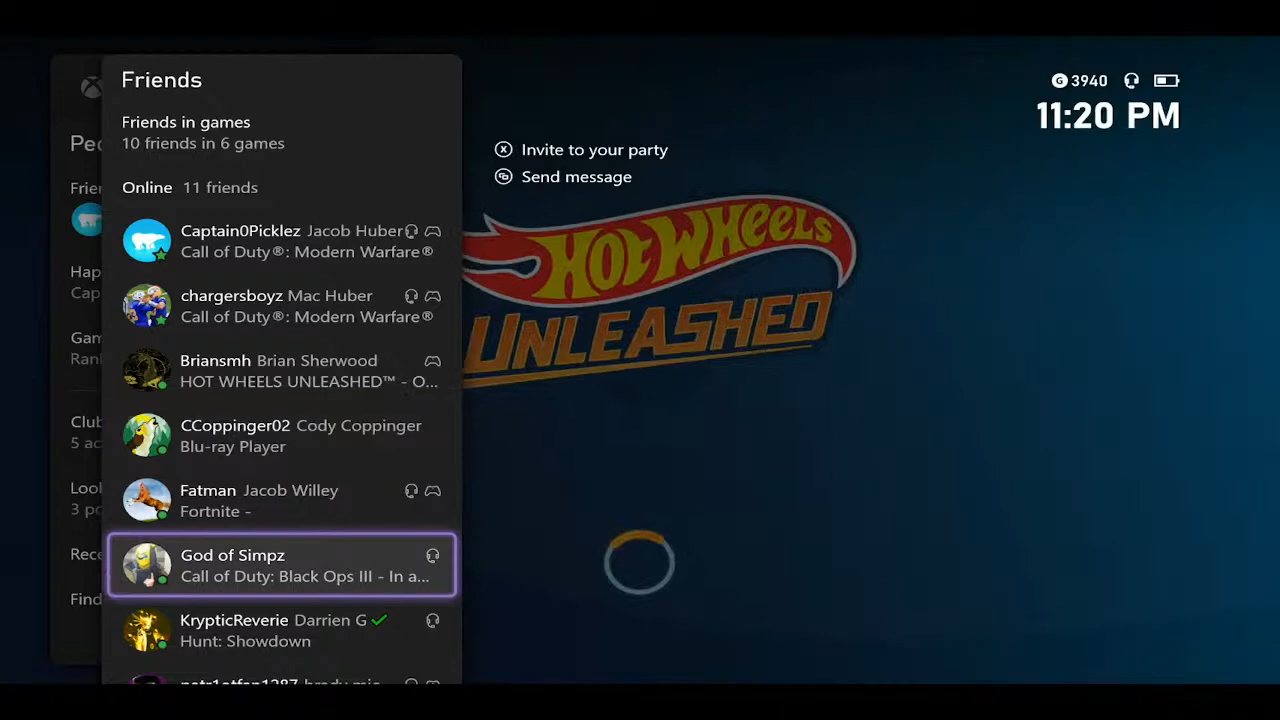 Friends
Friends in games
10 friends in 6 games
Online 11 friends
Captain0Picklez Jacob Huber
Call of Duty®: Modern Warfare®
chargersboyz Mac Huber
Call of Duty®: Modern Warfare®
Briansmh Brian Sherwood
HOT WHEELS UNLEASHED™ - O...
CCoppinger02 Cody Coppinger
Blu-ray Player
Fatman Jacob Willey
Fortnite -
God of Simpz
Call of Duty: Black Ops III - In a...
KrypticReverie Darrien G
Hunt: Showdown
Invite to your party
Send message
HOT WHEELS
UNLEASHED
G 3940
11:20 PM